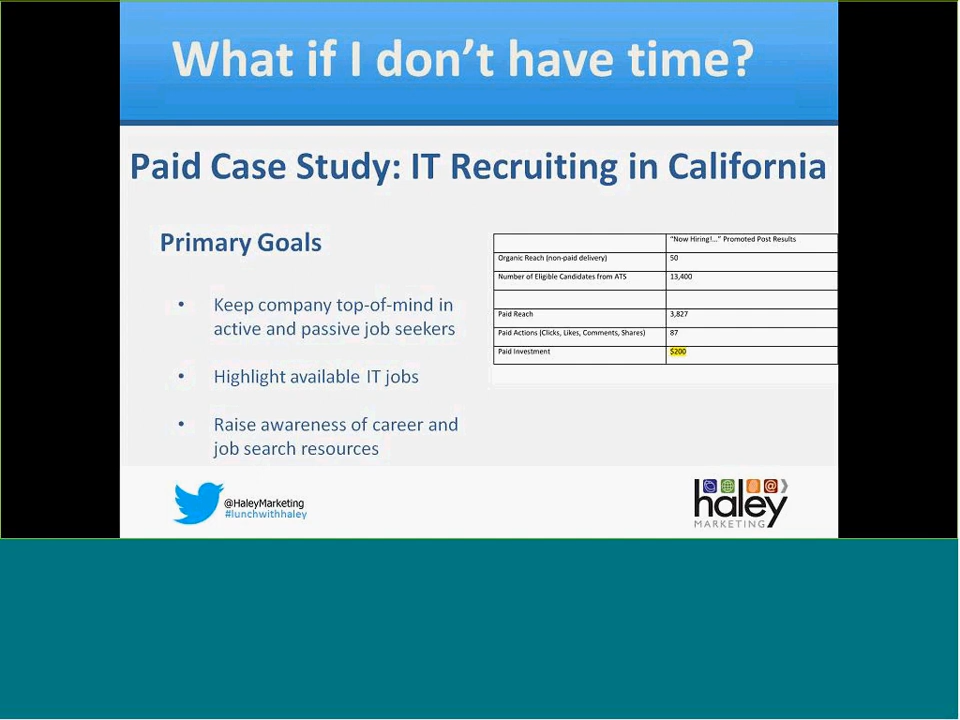 What if I don't have time?
Paid Case Study: IT Recruiting in California
Primary Goals
• Keep company top-of-mind in
active and passive job seekers
• Highlight available IT jobs
• Raise awareness of career and
job search resources
"Now Hiring!..." Promoted Post Results
Organic Reach (non-paid delivery) 50
Number of Eligible Candidates from ATS 13,400
Paid Reach 3,827
Paid Actions (Clicks, Likes, Comments, Shares) 87
Paid Investment $200
@HaleyMarketing
#lunchwithhaley
haley
MARKETING